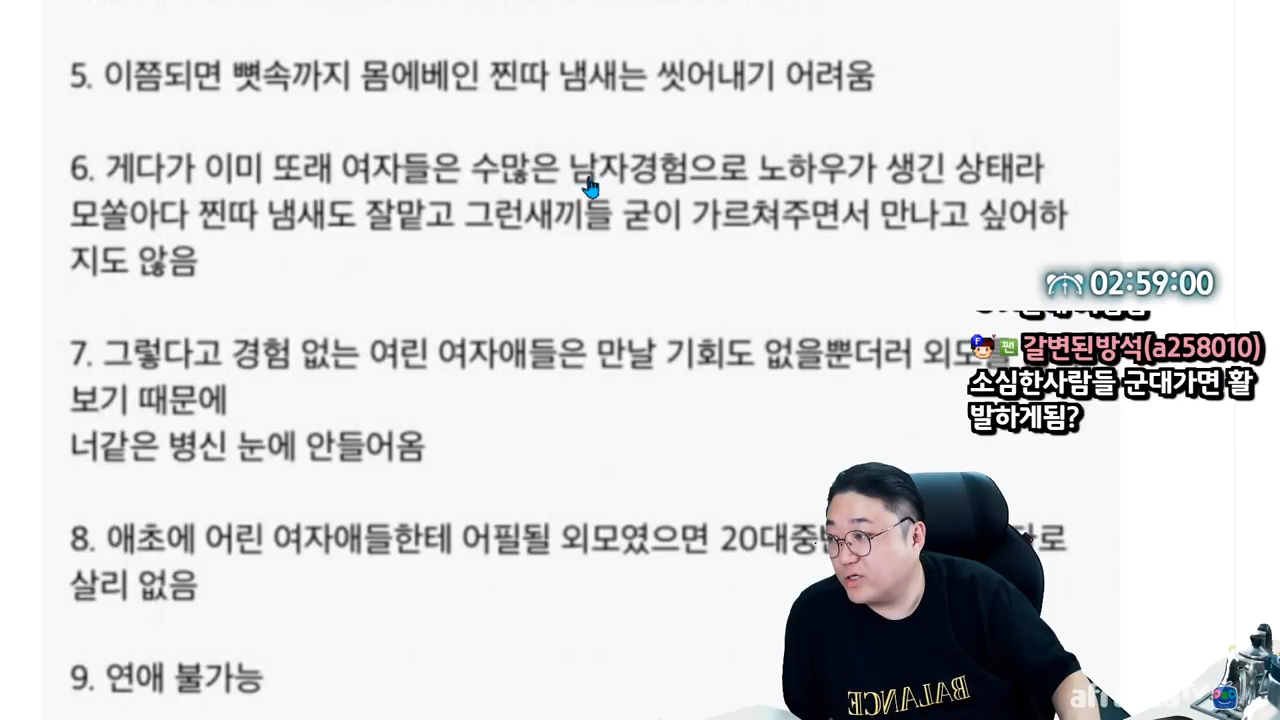 5. 이쯤되면 뼛속까지 몸에베인 찐따 냄새는 씻어내기 어려움
6. 게다가 이미 또래 여자들은 수많은 남자경험으로 노하우가 생긴 상태라
모쏠아다 찐따 냄새도 잘맡고 그런새끼들 굳이 가르쳐주면서 만나고 싶어하
지도 않음
02:59:00
7. 그렇다고 경험 없는 여린 여자애들은 만날 기회도 없을뿐더러
보기 때문에
너같은 병신 눈에 안들어옴
갈변된방석(a258010)
소심한사람들 군대가면 활
발하게됨?
8. 애초에 어린 여자애들한테 어필될 외모였으면
살리 없음
9. 연애 불가능
BALANCE